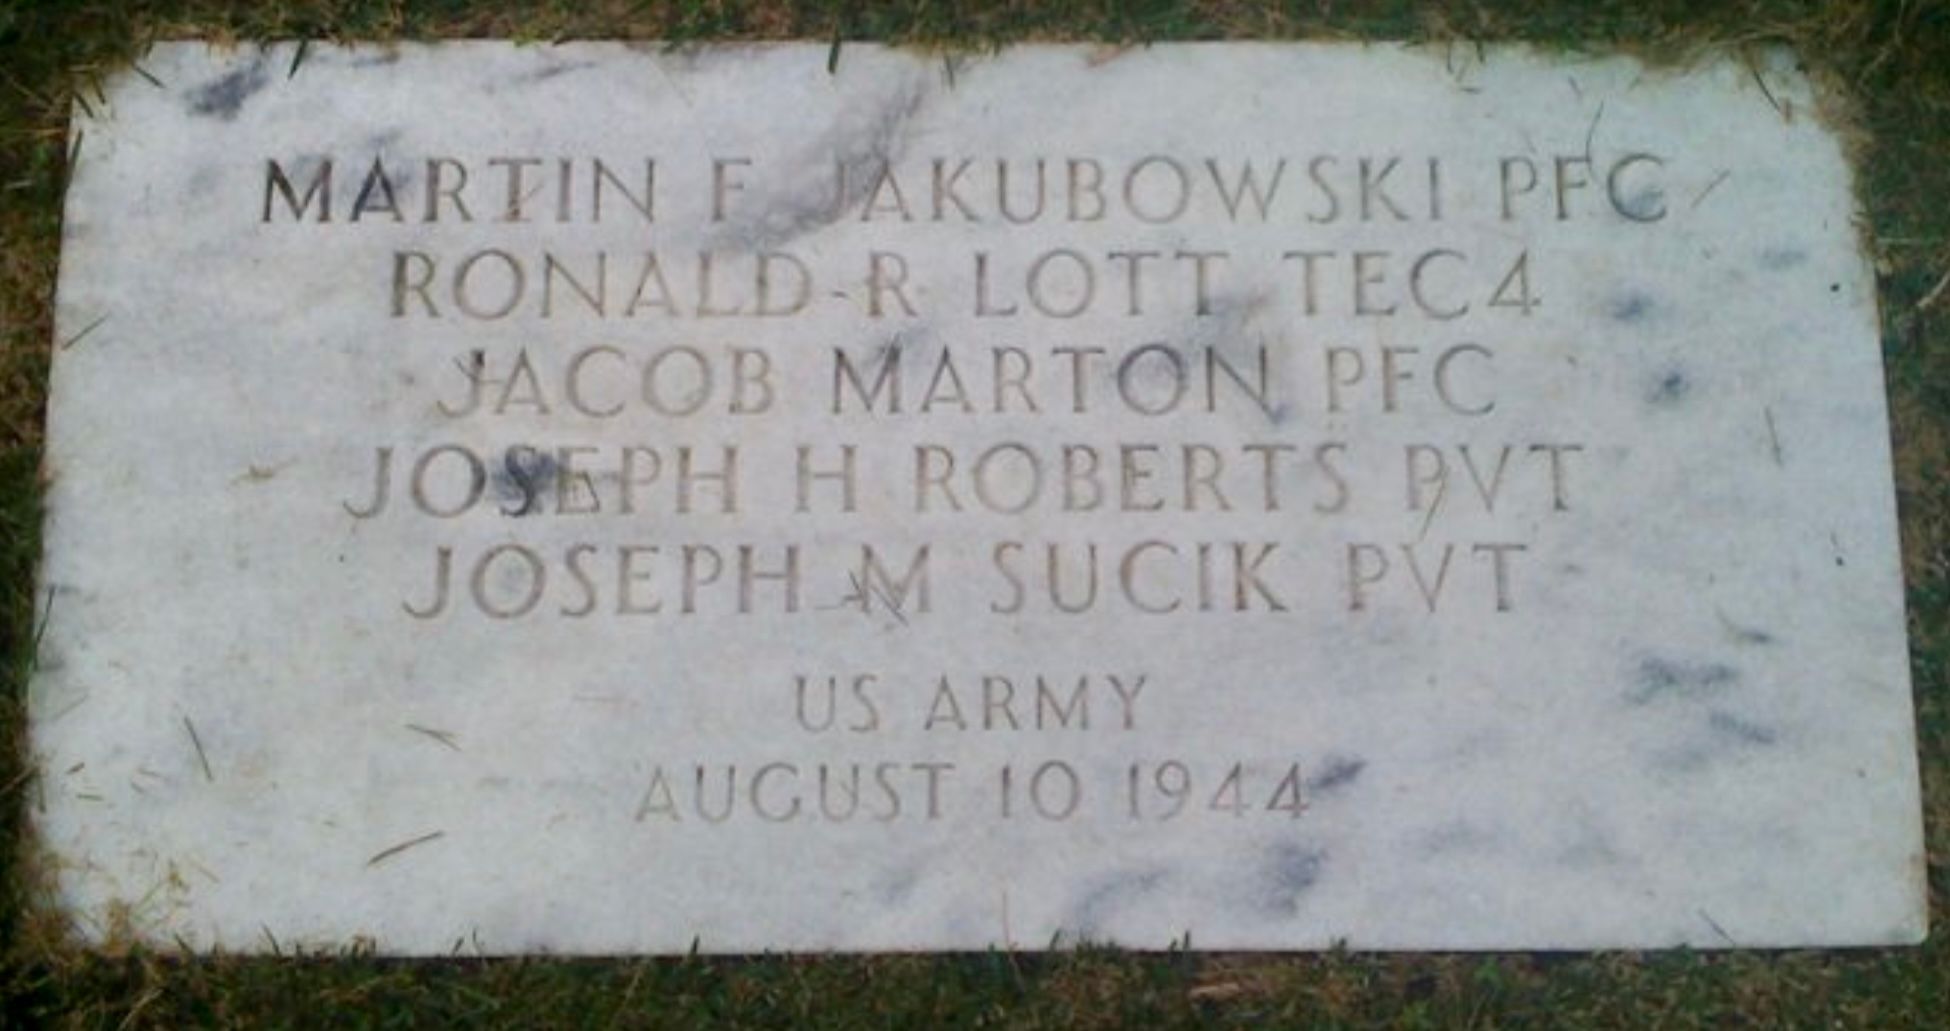 MARTIN F JAKUBOWSKI PFC
RONALD R LOTT TEC4
JACOB MARTON PFC
JOSEPH H ROBERTS PVT
JOSEPH M SUCIK PVT
US ARMY
AUGUST 10 1944